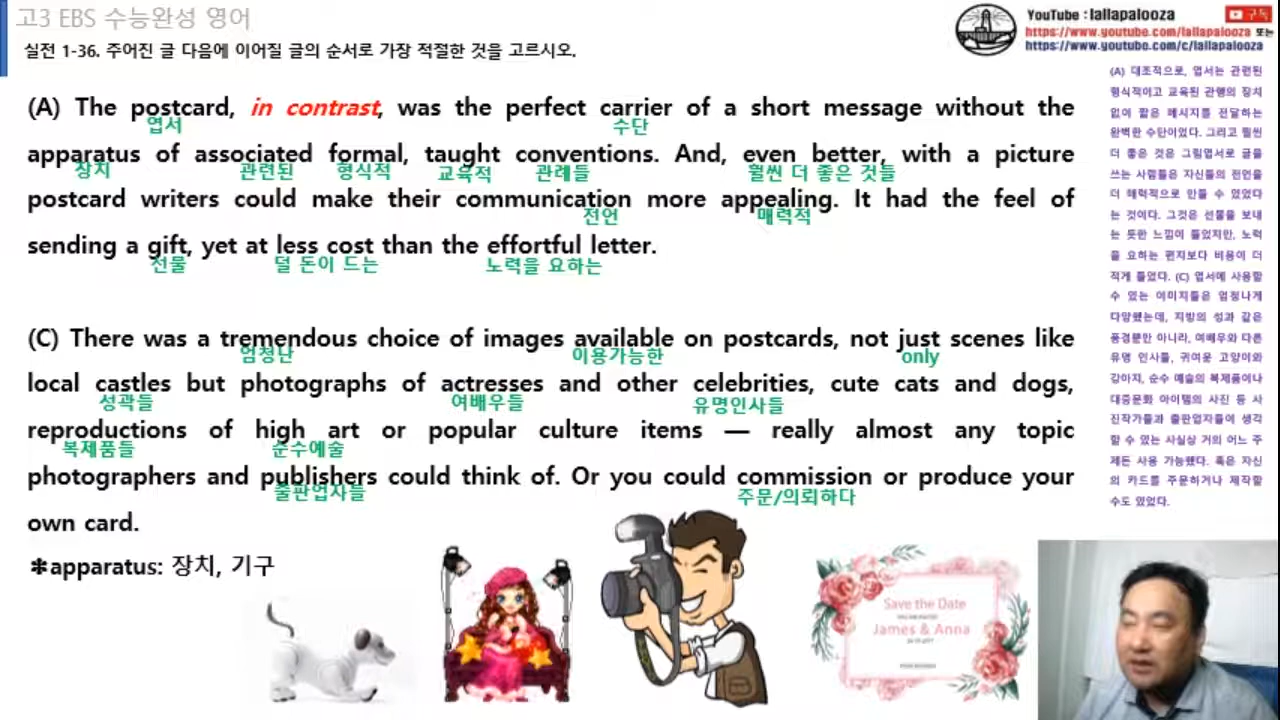 고3 EBS 수능완성 영어
YouTube : lallapalooza
구독
https://www.youtube.com/lallapalooza 또는
https://www.youtube.com/c/lallapalooza
실전 1-36. 주어진 글 다음에 이어질 글의 순서로 가장 적절한 것을 고르시오.
(A) The postcard, in contrast, was the perfect carrier of a short message without the
엽서 수단
apparatus of associated formal, taught conventions. And, even better, with a picture
장치 관련된 형식적 교육적 관례들 훨씬 더 좋은 것들
postcard writers could make their communication more appealing. It had the feel of
전언 매력적
sending a gift, yet at less cost than the effortful letter.
선물 덜 돈이 드는 노력을 요하는
(C) There was a tremendous choice of images available on postcards, not just scenes like
엄청난 이용가능한 only
local castles but photographs of actresses and other celebrities, cute cats and dogs,
성곽들 여배우들 유명인사들
reproductions of high art or popular culture items — really almost any topic
복제품들 순수예술
photographers and publishers could think of. Or you could commission or produce your
출판업자들 주문/의뢰하다
own card.
✻apparatus: 장치, 기구
(A) 대조적으로, 엽서는 관련된
형식적이고 교육된 관행의 장치
없이 짧은 메시지를 전달하는
완벽한 수단이었다. 그리고 훨씬
더 좋은 것은 그림엽서로 글을
쓰는 사람들은 자신들의 전언을
더 매력적으로 만들 수 있었다
는 것이다. 그것은 선물을 보내
는 듯한 느낌이 들었지만, 노력
을 요하는 편지보다 비용이 더
적게 들었다. (C) 엽서에 사용할
수 있는 이미지들은 엄청나게
다양했는데, 지방의 성과 같은
풍경뿐만 아니라, 여배우와 다른
유명 인사들, 귀여운 고양이와
강아지, 순수 예술의 복제품이나
대중문화 아이템의 사진 등 사
진작가들과 출판업자들이 생각
할 수 있는 사실상 거의 어느 주
제든 사용 가능했다. 혹은 자신
의 카드를 주문하거나 제작할
수도 있었다.
Save the Date
James & Anna